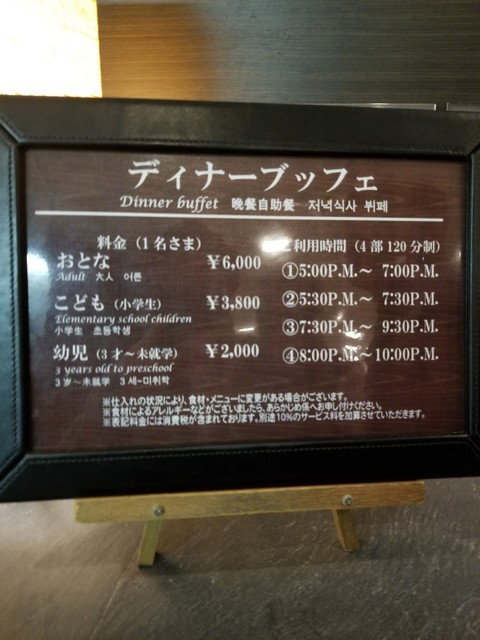 ディナーブッフェ
Dinner buffet 晩餐自助餐 저녁식사 뷔페
料金（1名さま）
おとな ¥6,000
Adult 大人 어른
こども（小学生） ¥3,800
Elementary school children
小学生 초등학생
幼児（3才〜未就学） ¥2,000
3 years old to preschool
3岁〜未就学 3세~미취학
ご利用時間（4部120分制）
①5:00P.M.〜 7:00P.M.
②5:30P.M.〜 7:30P.M.
③7:30P.M.〜 9:30P.M.
④8:00P.M.〜10:00P.M.
※仕入れの状況により、食材・メニューに変更がある場合がございます。
※食材によるアレルギーなどがございましたら、あらかじめ係へお申し付けください。
※表記料金には消費税が含まれております。別途10%のサービス料を加算させていただきます。